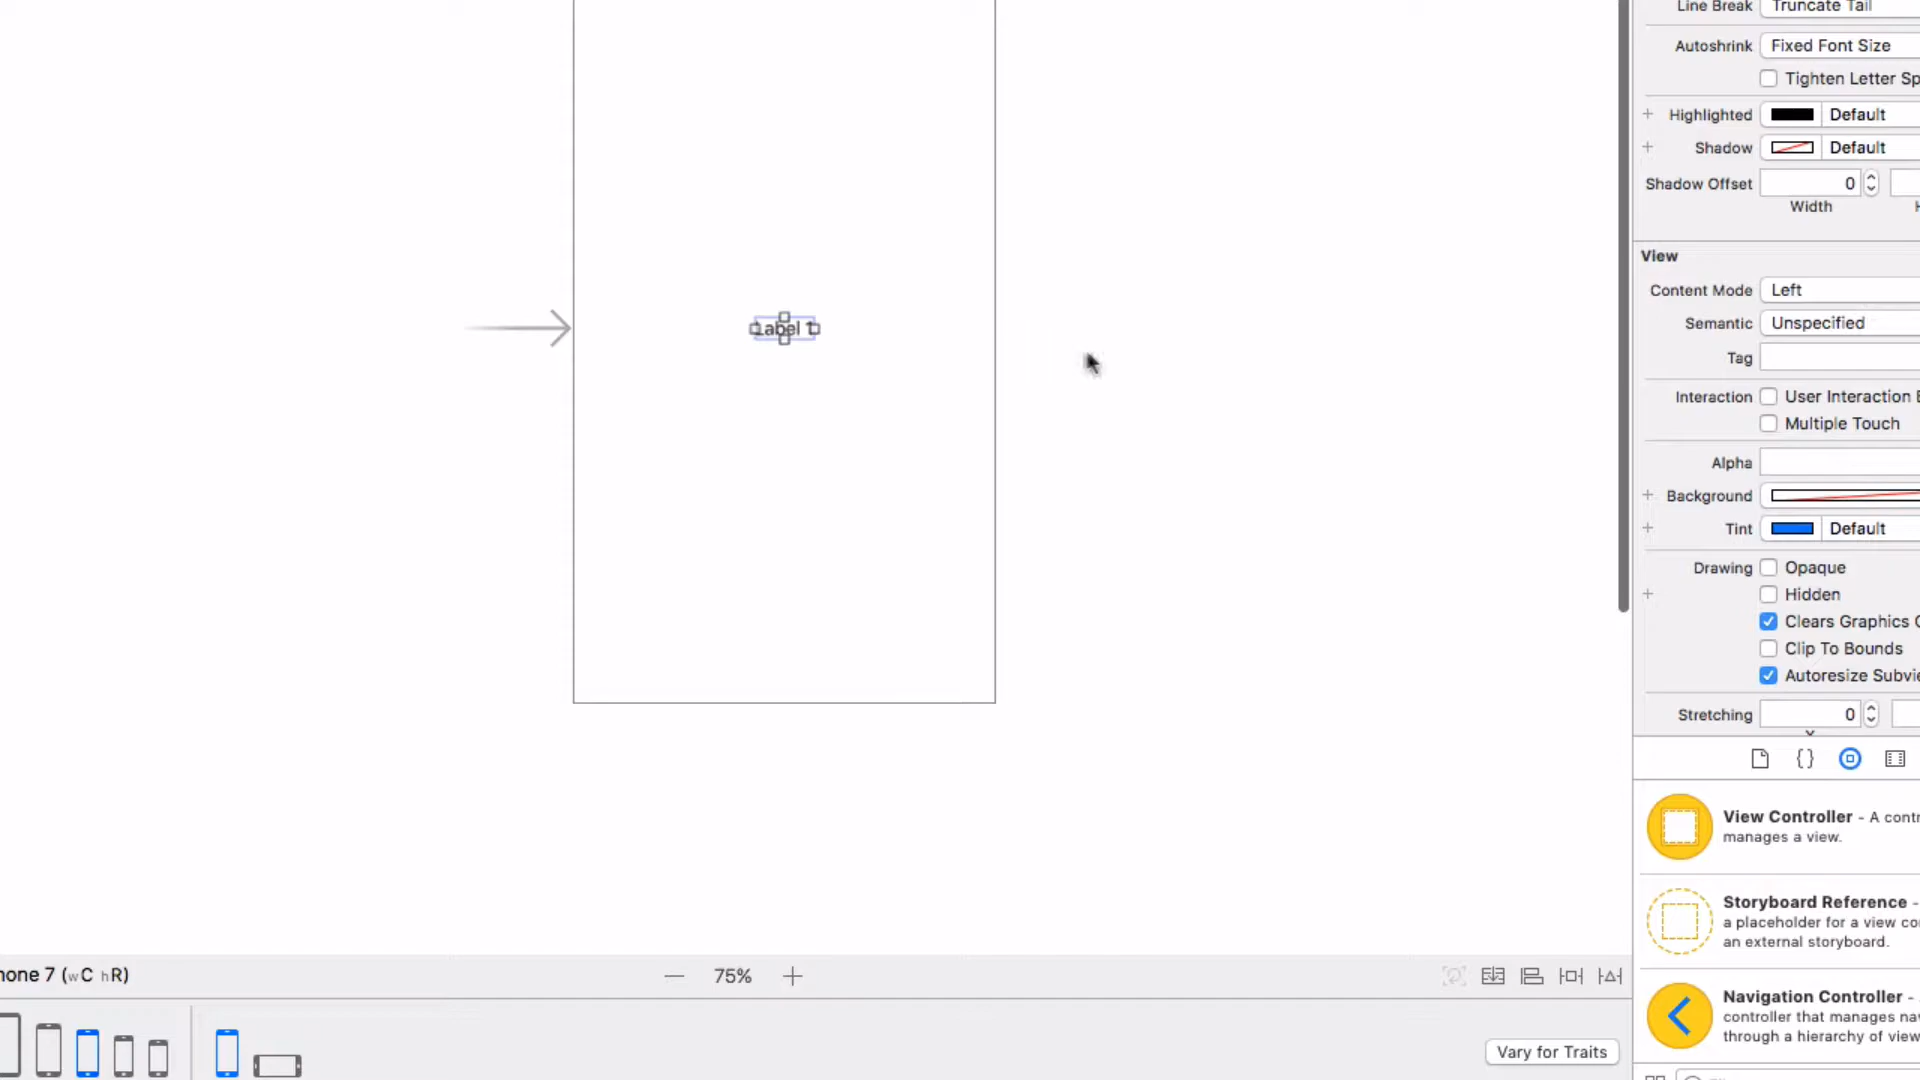 Line Break Truncate Tail
Autoshrink Fixed Font Size
Tighten Letter Sp
Highlighted Default
Shadow Default
Shadow Offset 0
Width
View
Content Mode Left
Label 1
Semantic Unspecified
Tag
Interaction User Interaction E
Multiple Touch
Alpha
Background
Tint Default
Drawing Opaque
Hidden
Clears Graphics C
Clip To Bounds
Autoresize Subvie
Stretching 0
X
{}
View Controller - A contr
manages a view.
Storyboard Reference -
a placeholder for a view co
an external storyboard.
Navigation Controller -
controller that manages nav
through a hierarchy of view
hone 7 (wC hR)
75%
Vary for Traits